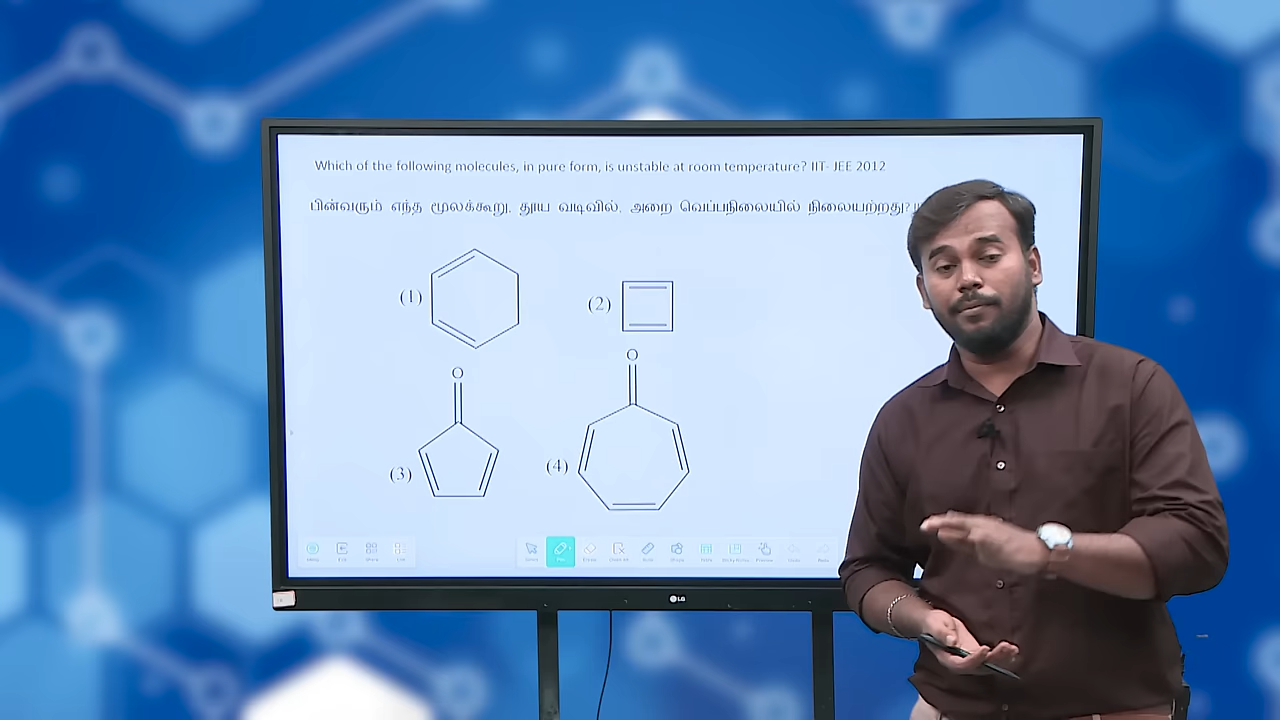 Which of the following molecules, in pure form, is unstable at room temperature? IIT- JEE 2012
பின்வரும் எந்த மூலக்கூறு, தூய வடிவில், அறை வெப்பநிலையில் நிலையற்றது?
(1)
(2)
O
O
(3)
(4)
LG